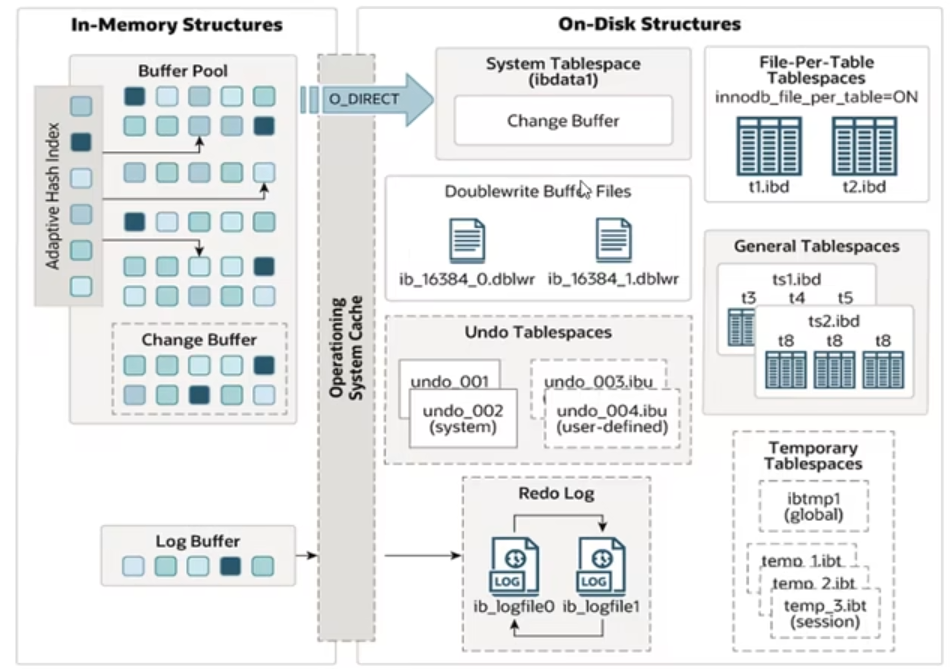 In-Memory Structures
Buffer Pool
Adaptive Hash Index
Change Buffer
Log Buffer
Operationing
System Cache
O_DIRECT
On-Disk Structures
System Tablespace
(ibdata1)
Change Buffer
Doublewrite Buffer Files
ib_16384_0.dblwr
ib_16384_1.dblwr
Undo Tablespaces
undo_001
undo_002
(system)
undo_003.ibu
undo_004.ibu
(user-defined)
Redo Log
LOG
LOG
ib_logfile0
ib_logfile1
File-Per-Table
Tablespaces
innodb_file_per_table=ON
t1.ibd
t2.ibd
General Tablespaces
ts1.ibd
t3 t4 t5
ts2.ibd
t8 t8 t8
Temporary
Tablespaces
ibtmp1
(global)
temp_1.ibt
temp_2.ibt
temp_3.ibt
(session)